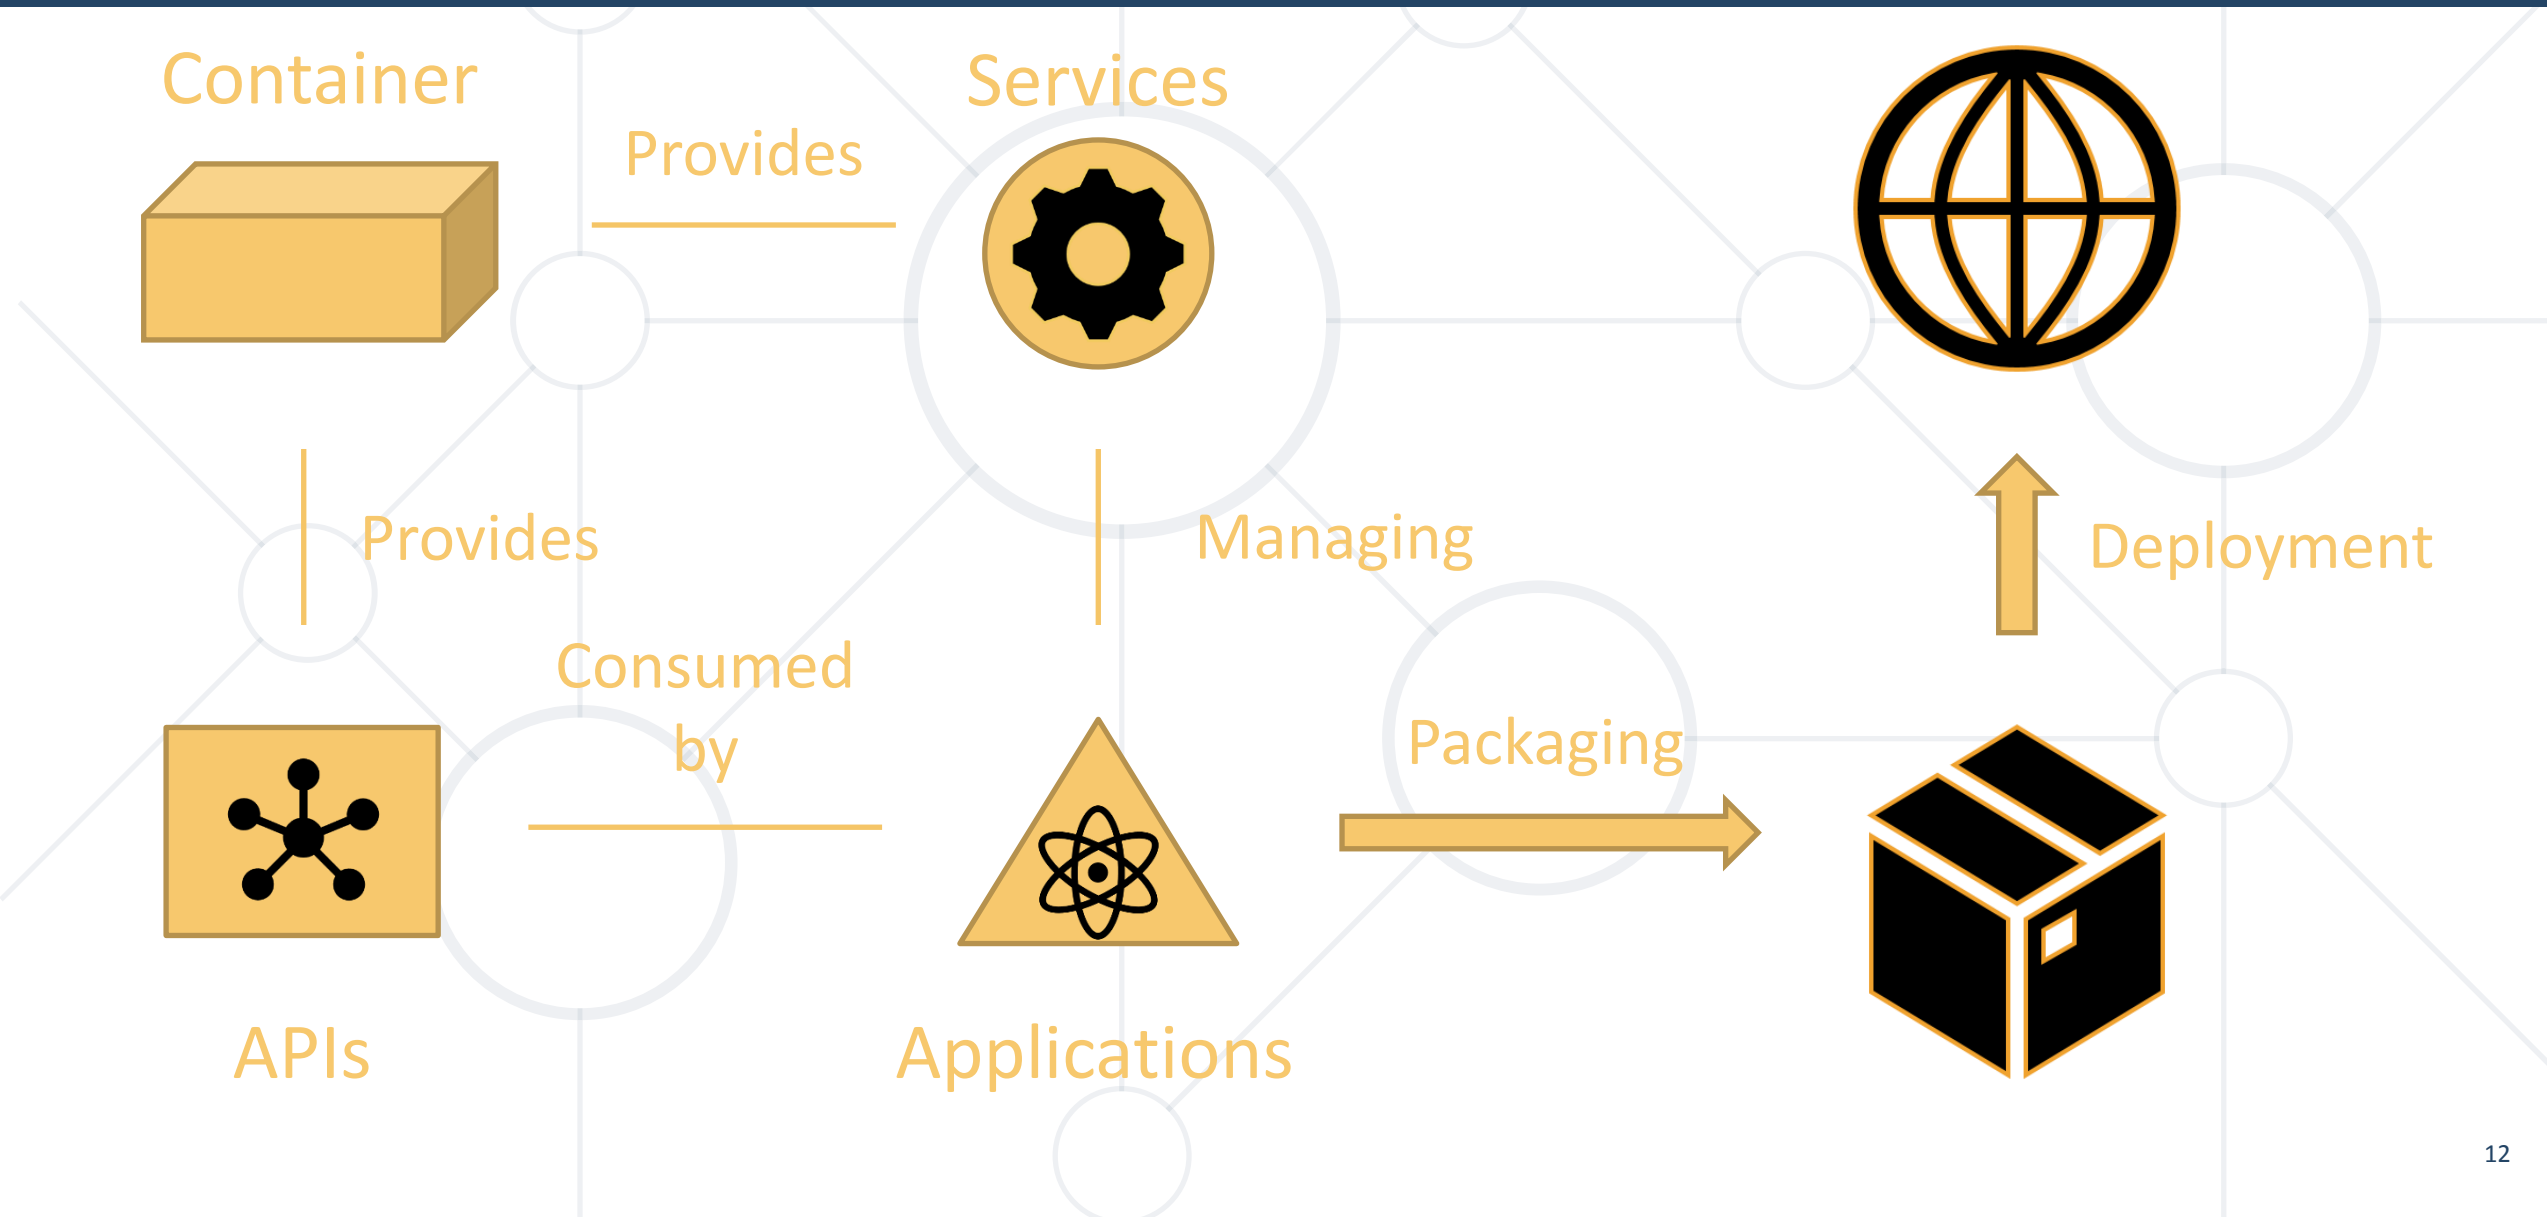 Container
Services
Provides
Provides
Managing
Deployment
Consumed
by
Packaging
APIs
Applications
12